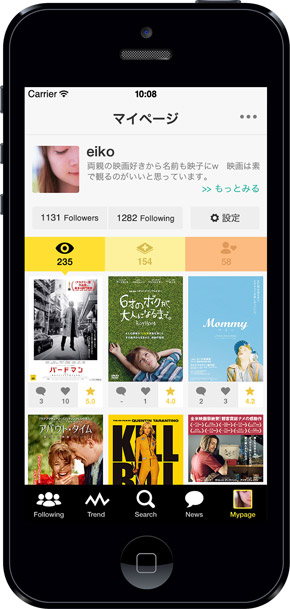 Carrier 10:08
マイページ
eiko
両親の映画好きから名前も映子にw　映画は素
で観るのがいいと思っています。
>> もっとみる
1131 Followers
1282 Following
設定
235
154
58
バードマン
6才のボクが、
大人になるまで。
Mommy
3 10 5.0
- 1 4.0
2 3 4.2
アバウト・タイム
QUENTIN TARANTINO
KILL
BILL
Following
Trend
Search
News
Mypage